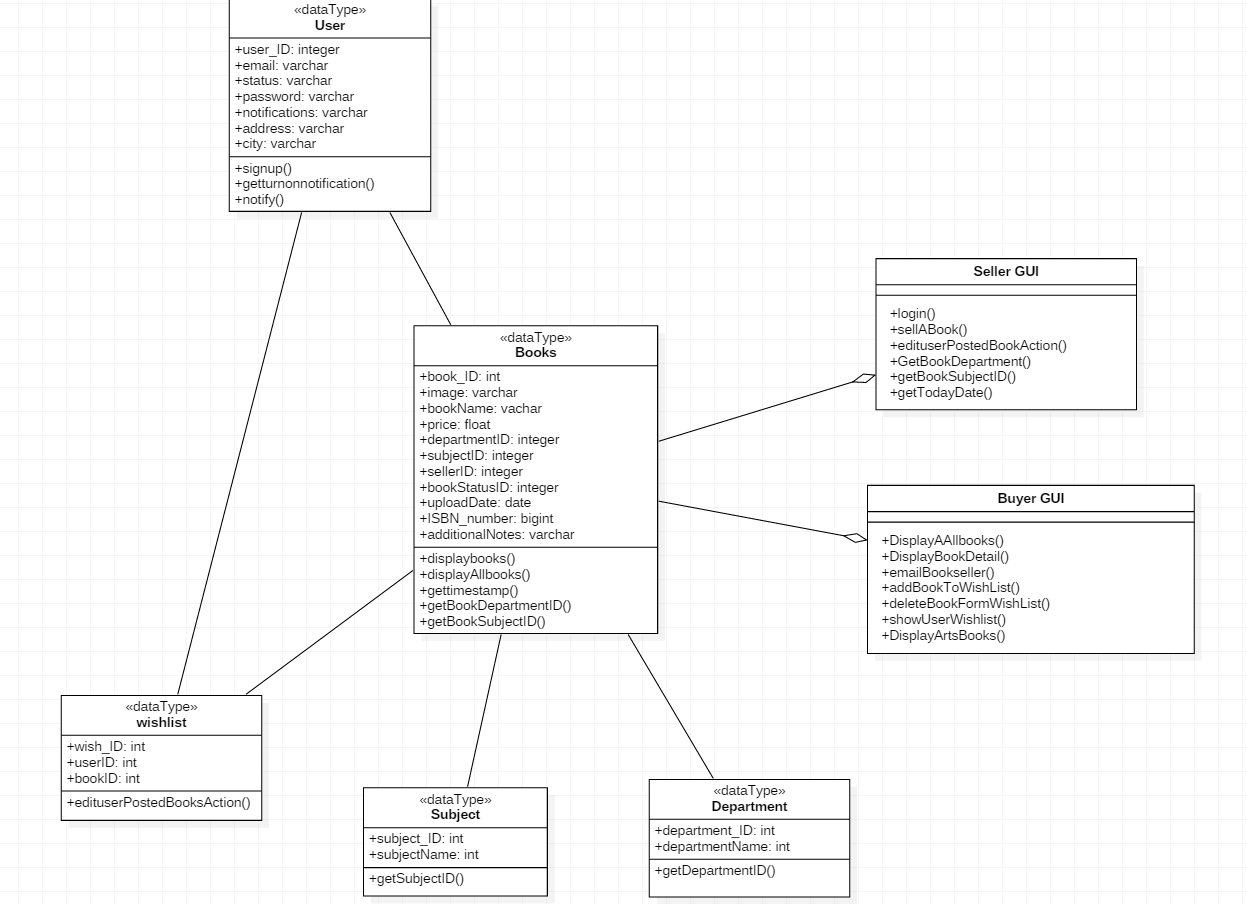 «dataType»
User
+user_ID: integer
+email: varchar
+status: varchar
+password: varchar
+notifications: varchar
+address: varchar
+city: varchar
+signup()
+getturnonnotification()
+notify()
Seller GUI
+login()
+sellABook()
+edituserPostedBookAction()
+GetBookDepartment()
+getBookSubjectID()
+getTodayDate()
«dataType»
Books
+book_ID: int
+image: varchar
+bookName: vachar
+price: float
+departmentID: integer
+subjectID: integer
+sellerID: integer
+bookStatusID: integer
+uploadDate: date
+ISBN_number: bigint
+additionalNotes: varchar
+displaybooks()
+displayAllbooks()
+gettimestamp()
+getBookDepartmentID()
+getBookSubjectID()
Buyer GUI
+DisplayAAllbooks()
+DisplayBookDetail()
+emailBookseller()
+addBookToWishList()
+deleteBookFormWishList()
+showUserWishlist()
+DisplayArtsBooks()
«dataType»
wishlist
+wish_ID: int
+userID: int
+bookID: int
+edituserPostedBooksAction()
«dataType»
Subject
+subject_ID: int
+subjectName: int
+getSubjectID()
«dataType»
Department
+department_ID: int
+departmentName: int
+getDepartmentID()